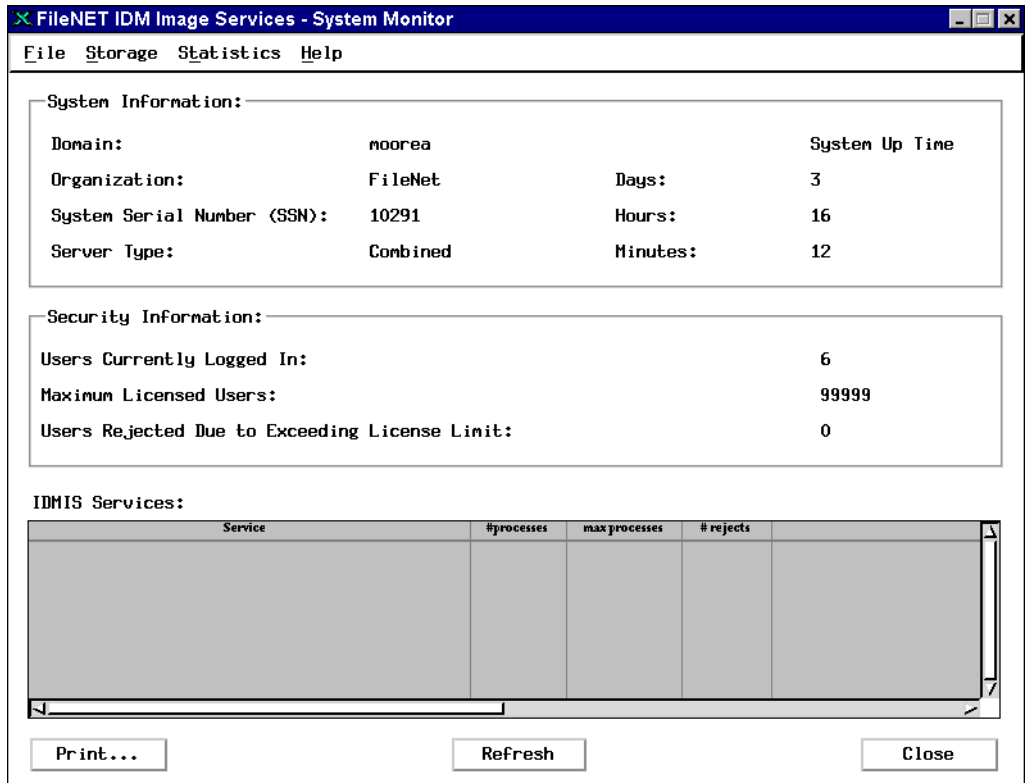 FileNET IDM Image Services - System Monitor
File Storage Statistics Help
System Information:
Domain: moorea System Up Time
Organization: FileNet Days: 3
System Serial Number (SSN): 10291 Hours: 16
Server Type: Combined Minutes: 12
Security Information:
Users Currently Logged In: 6
Maximum Licensed Users: 99999
Users Rejected Due to Exceeding License Limit: 0
IDMIS Services:
Service #processes max processes # rejects
Print... Refresh Close